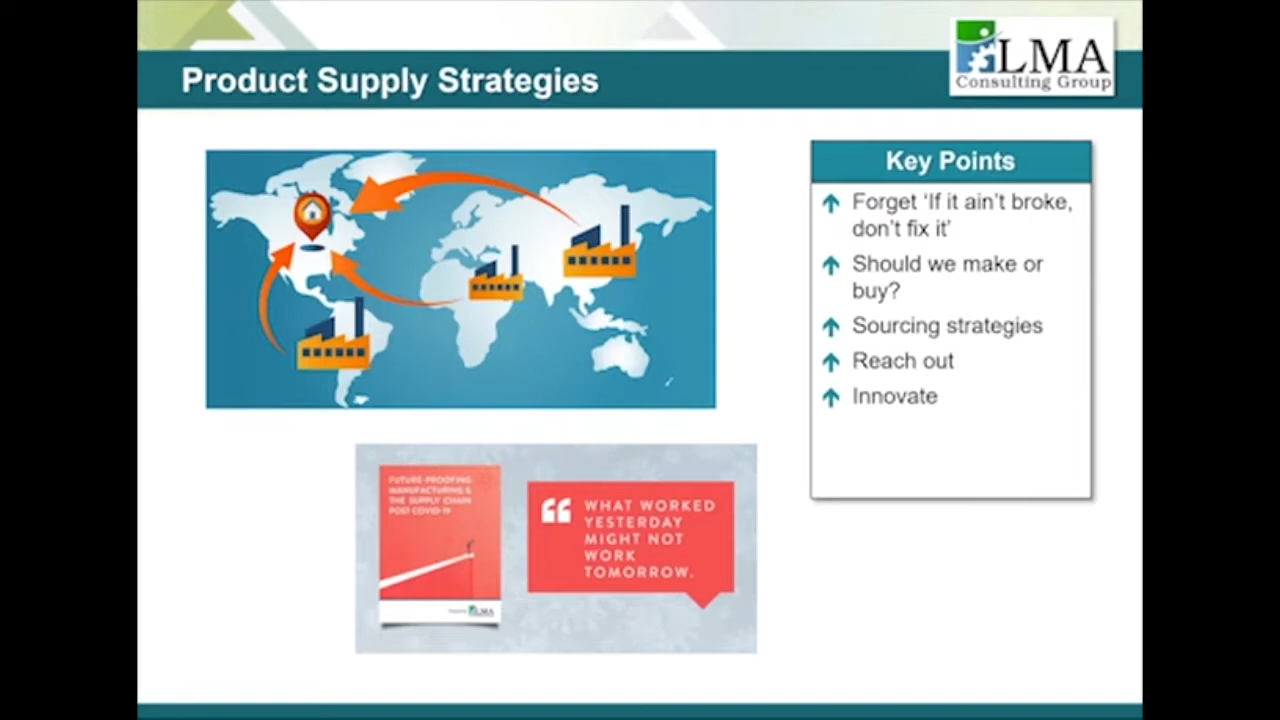 Product Supply Strategies
LMA
Consulting Group
Key Points
Forget ‘If it ain’t broke,
don’t fix it’
Should we make or
buy?
Sourcing strategies
Reach out
Innovate
FUTURE-PROOFING
MANUFACTURING &
THE SUPPLY CHAIN
POST COVID-19
LMA
“ WHAT WORKED
YESTERDAY
MIGHT NOT
WORK
TOMORROW.